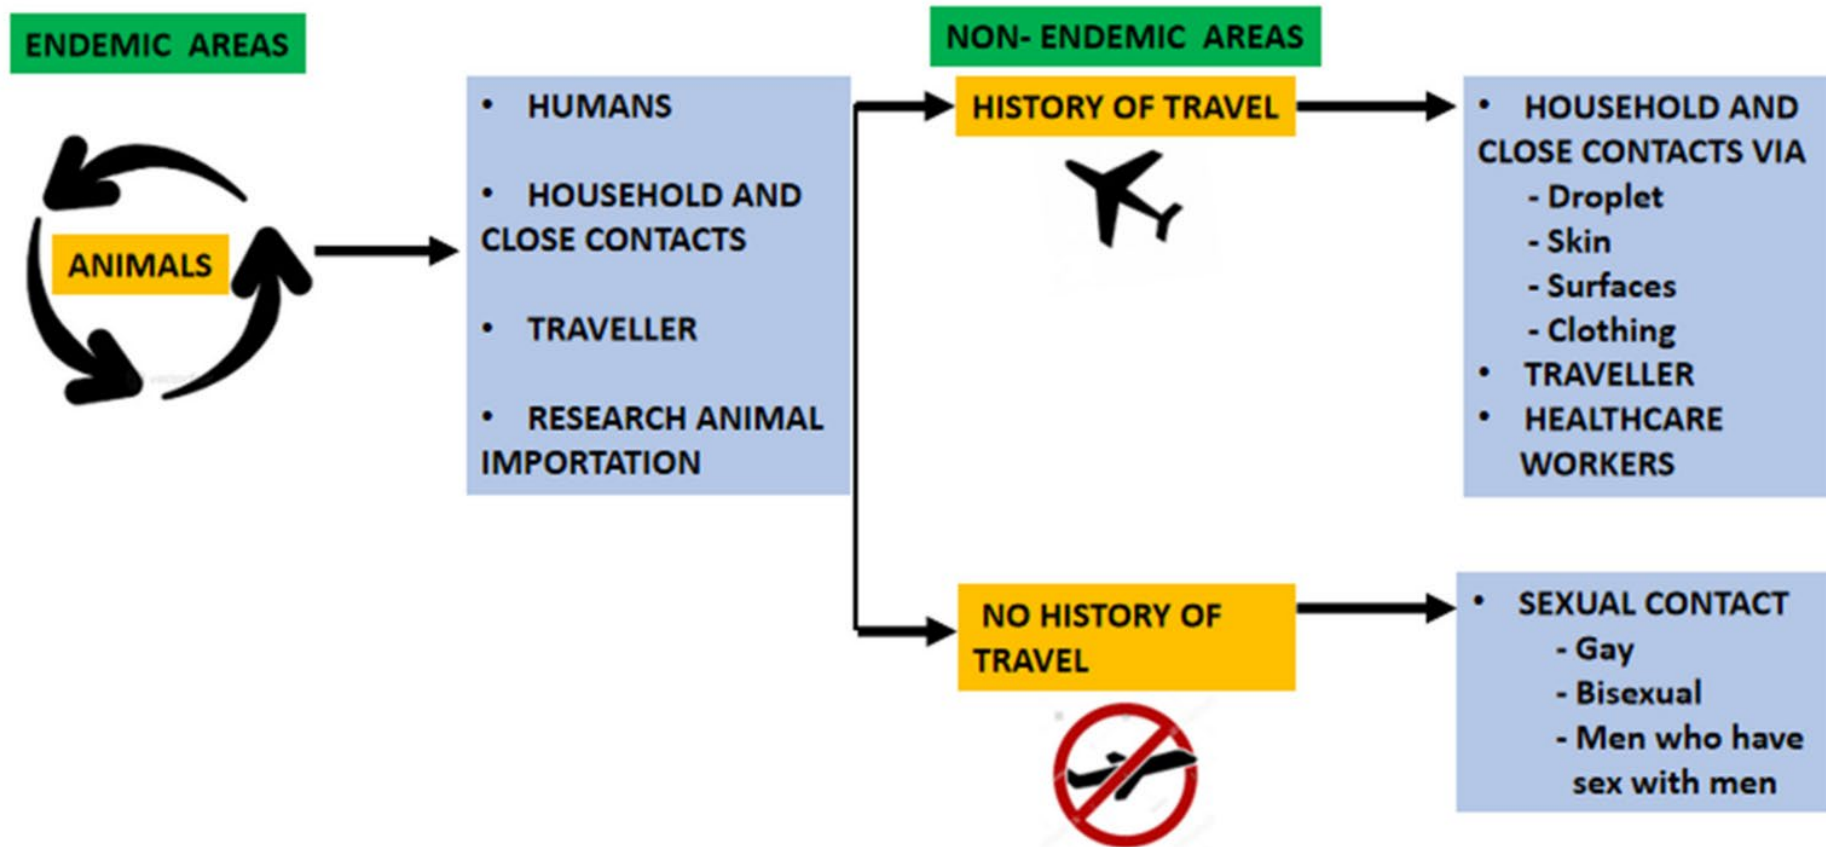 ENDEMIC AREAS
ANIMALS
• HUMANS
• HOUSEHOLD AND
CLOSE CONTACTS
• TRAVELLER
• RESEARCH ANIMAL
IMPORTATION
NON- ENDEMIC AREAS
HISTORY OF TRAVEL
• HOUSEHOLD AND
CLOSE CONTACTS VIA
- Droplet
- Skin
- Surfaces
- Clothing
• TRAVELLER
• HEALTHCARE
WORKERS
NO HISTORY OF
TRAVEL
• SEXUAL CONTACT
- Gay
- Bisexual
- Men who have
sex with men